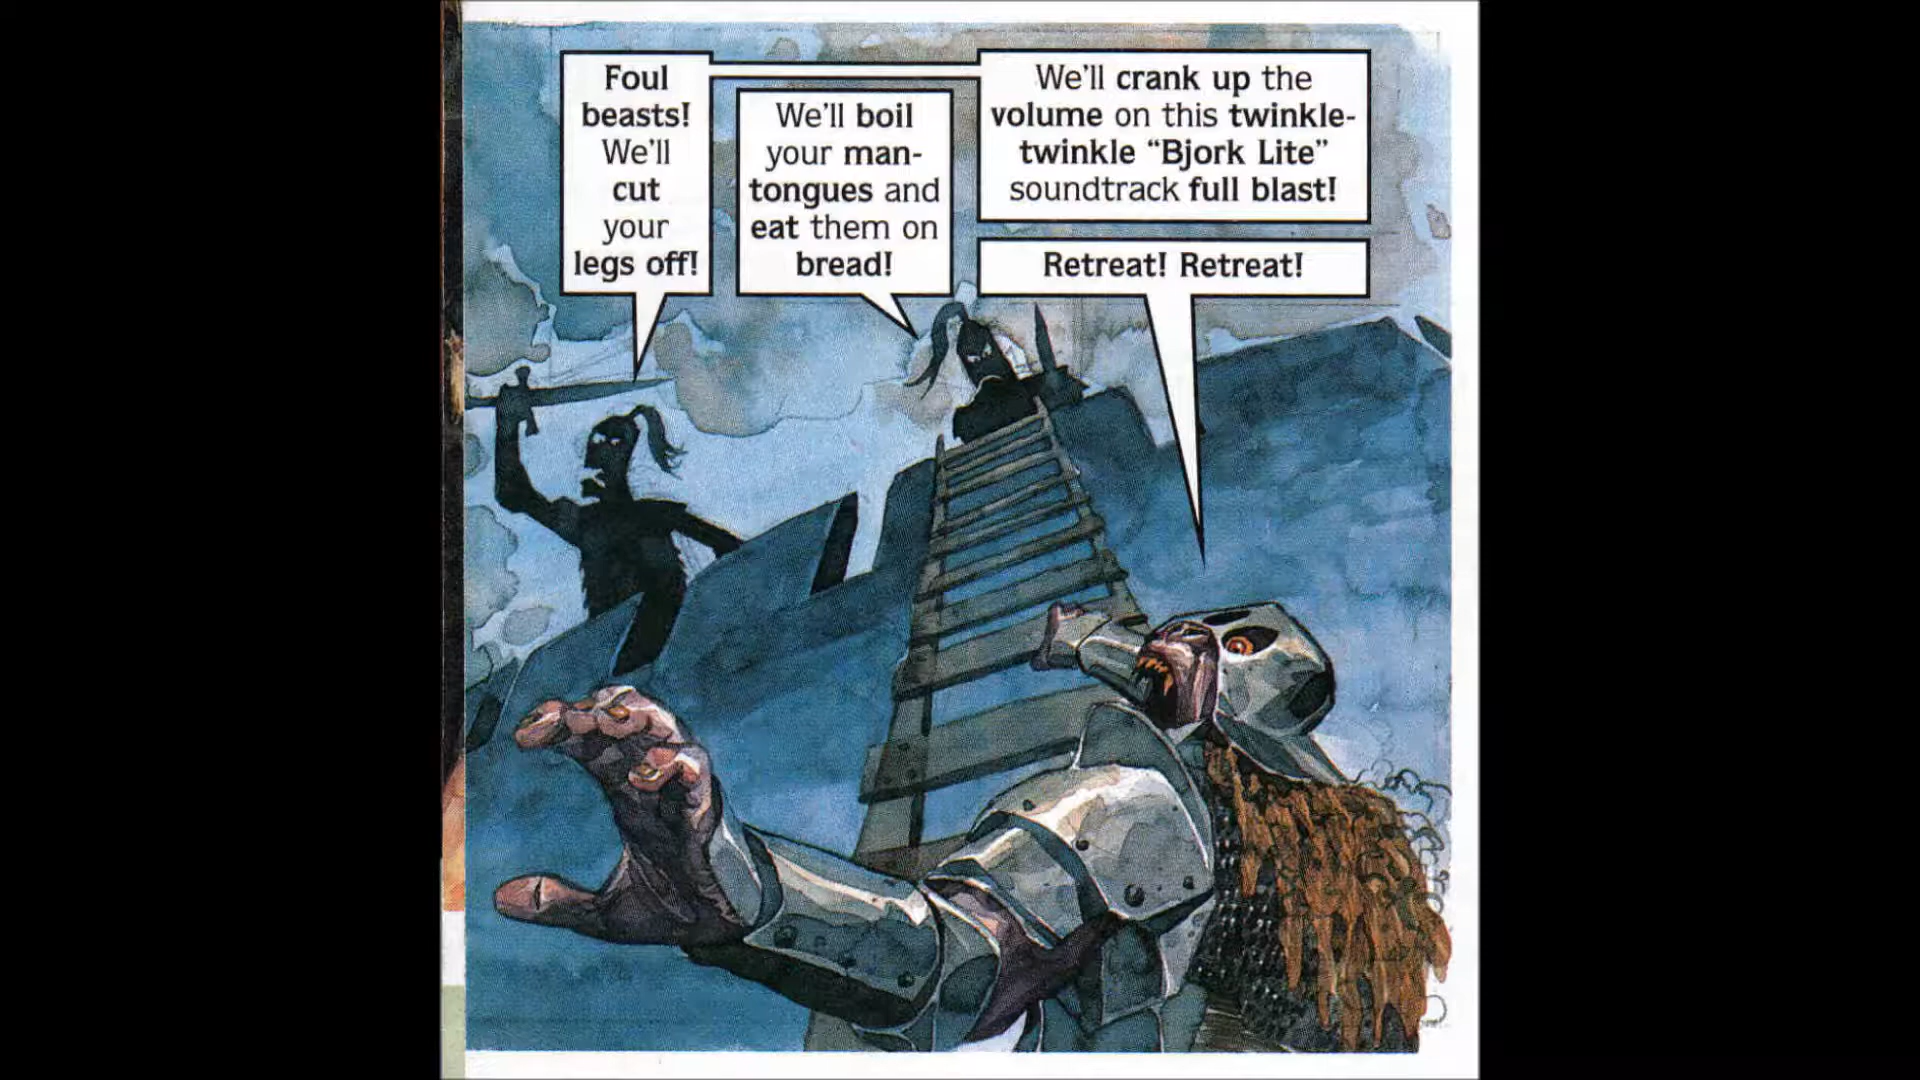 Foul
beasts!
We'll
cut
your
legs off!
We'll boil
your man-
tongues and
eat them on
bread!
We'll crank up the
volume on this twinkle-
twinkle “Bjork Lite”
soundtrack full blast!
Retreat! Retreat!